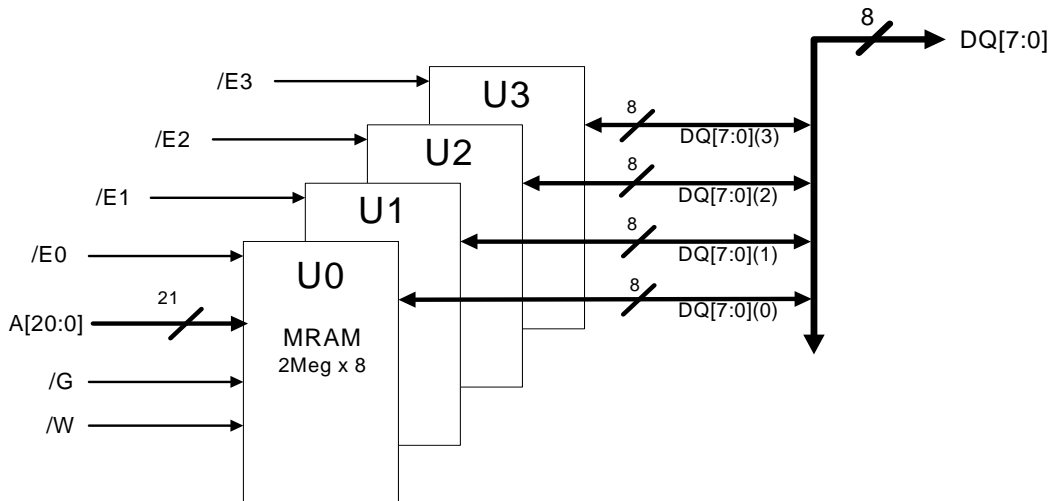 8
DQ[7:0]
/E3
U3
8
DQ[7:0](3)
/E2
U2
8
DQ[7:0](2)
/E1
U1
8
DQ[7:0](1)
/E0
U0
8
DQ[7:0](0)
21
A[20:0]
MRAM
2Meg x 8
/G
/W